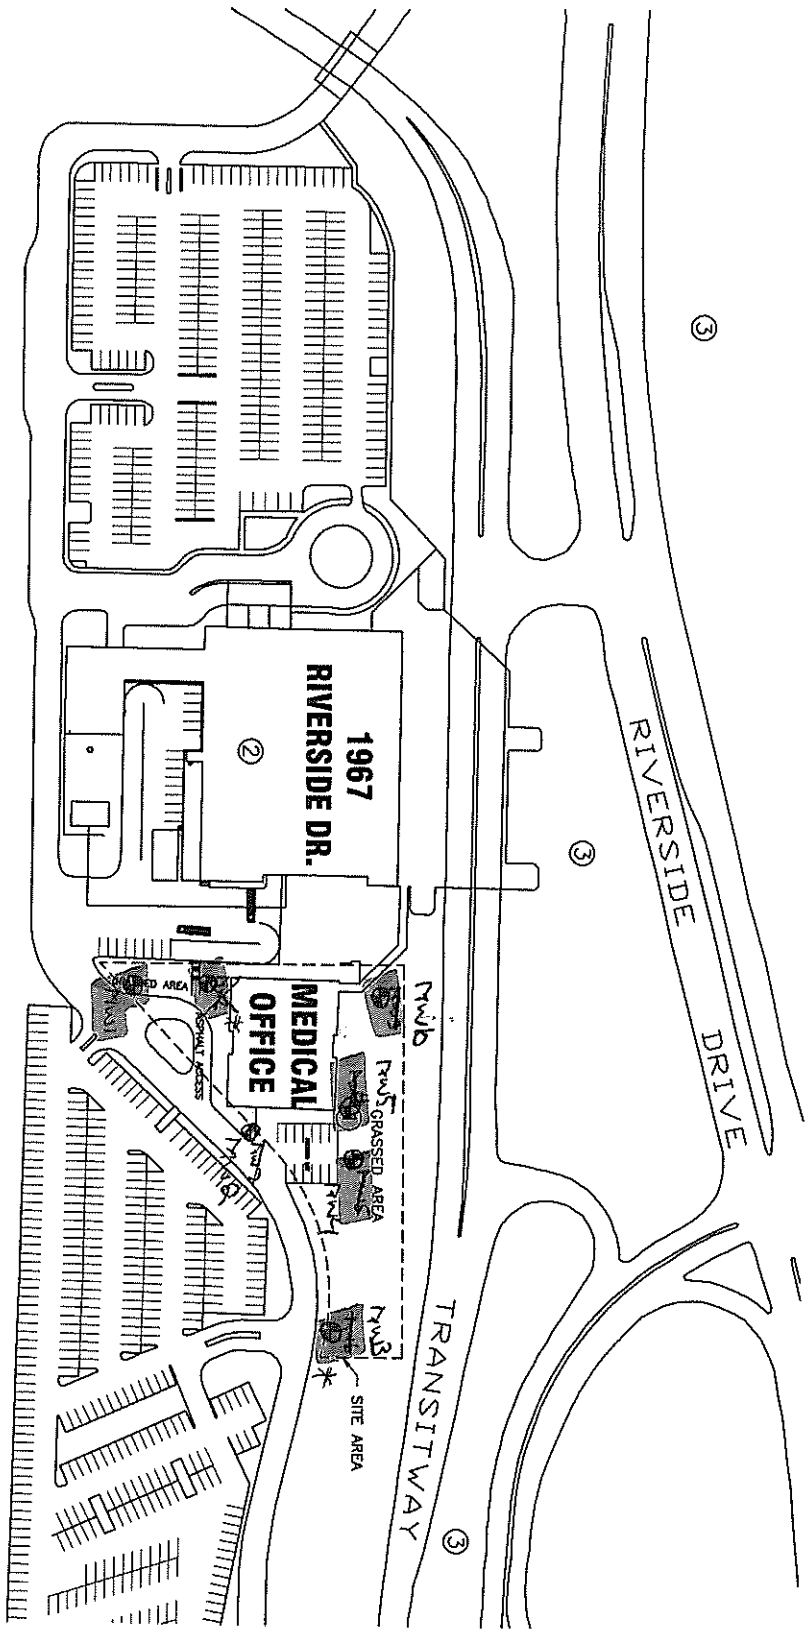 ③
RIVERSIDE DRIVE
③
1967
RIVERSIDE DR.
②
MEDICAL
OFFICE
MW6
MW5
GRASSED AREA
ASPHALT ACCESS
AREA
MW3
*
*
SITE AREA
TRANSITWAY
③